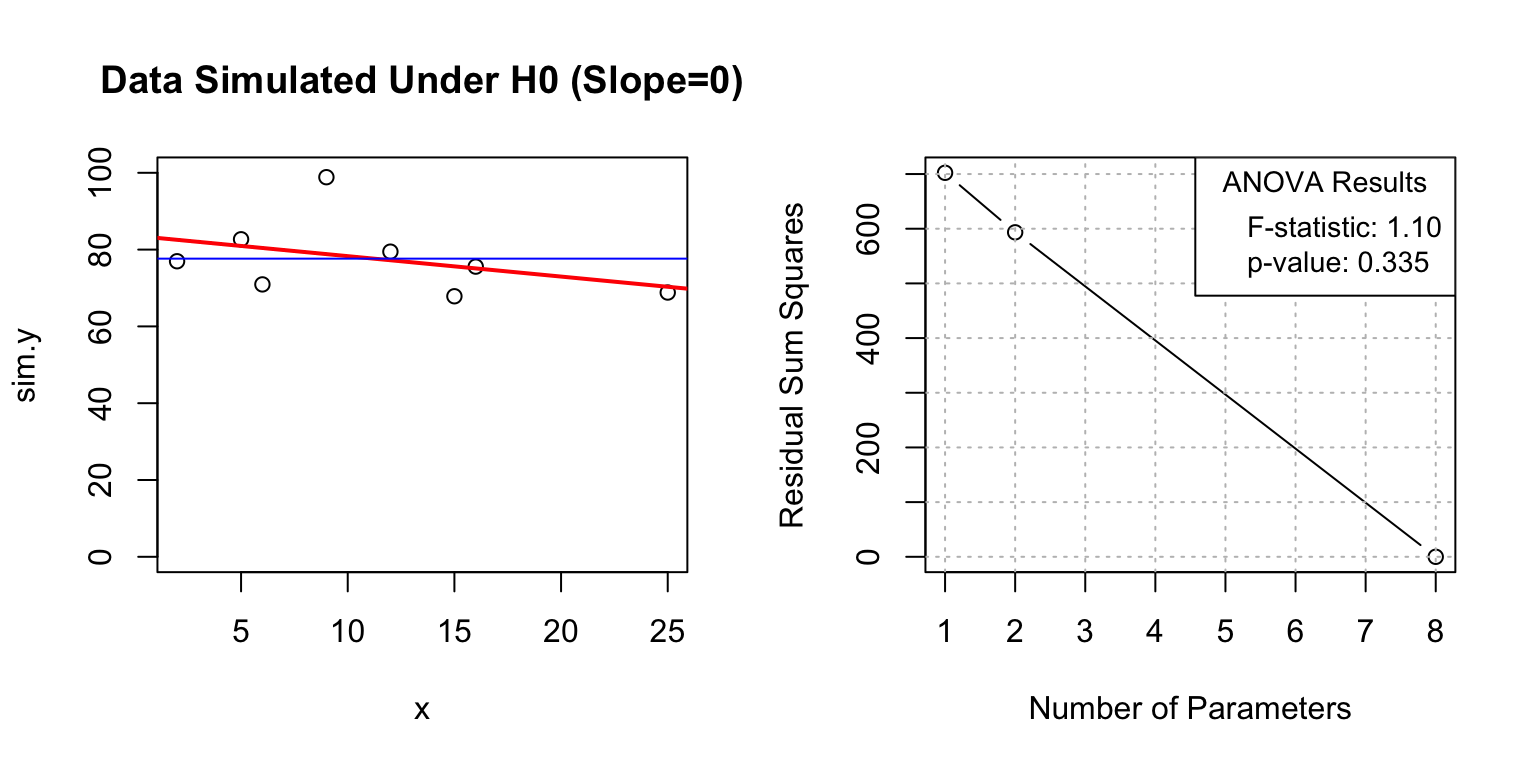 Data Simulated Under H0 (Slope=0)
sim.y
0
20
40
60
80
100
5
10
15
20
25
x
Residual Sum Squares
0
200
400
600
1
2
3
4
5
6
7
8
Number of Parameters
ANOVA Results
F-statistic: 1.10
p-value: 0.335